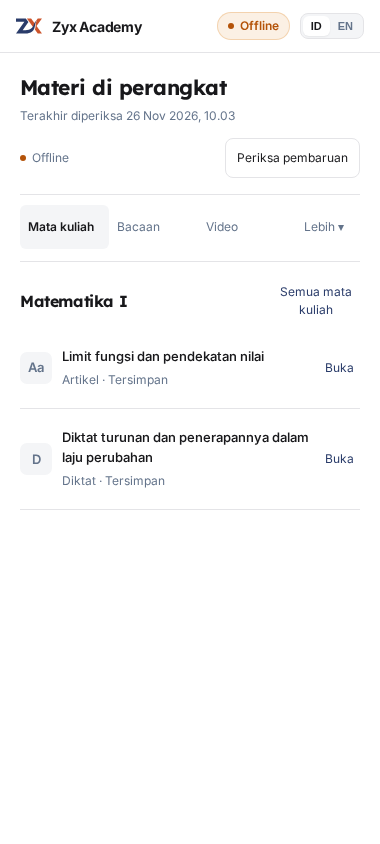 ZX Zyx Academy
Offline
ID EN
Materi di perangkat
Terakhir diperiksa 26 Nov 2026, 10.03
Offline
Periksa pembaruan
Mata kuliah Bacaan Video Lebih ▾
Matematika I
Semua mata
kuliah
Aa
Limit fungsi dan pendekatan nilai
Artikel · Tersimpan
Buka
D
Diktat turunan dan penerapannya dalam
laju perubahan
Diktat · Tersimpan
Buka